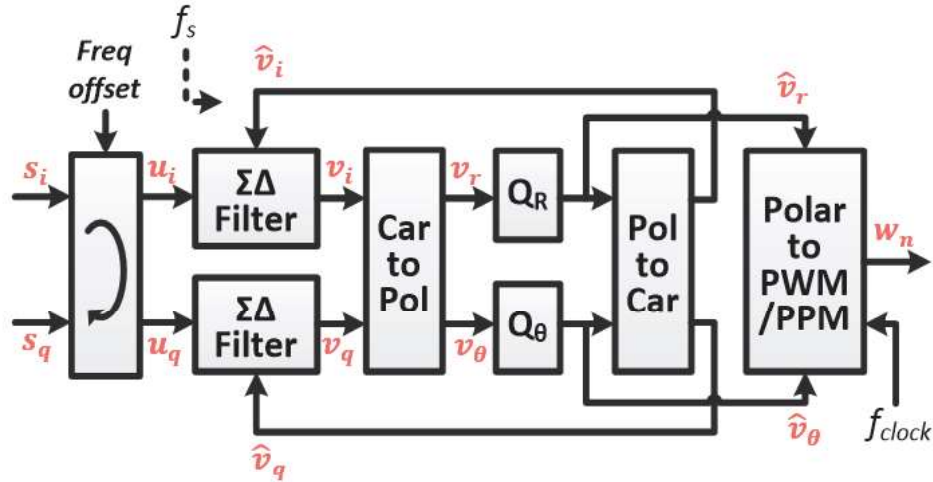 f_s
Freq
offset
v̂_i
v̂_r
s_i
u_i
ΣΔ
Filter
v_i
Car
to
Pol
v_r
Q_R
Pol
to
Car
Polar
to
PWM
/PPM
w_n
s_q
u_q
ΣΔ
Filter
v_q
v_θ
Q_θ
v̂_q
v̂_θ
f_clock